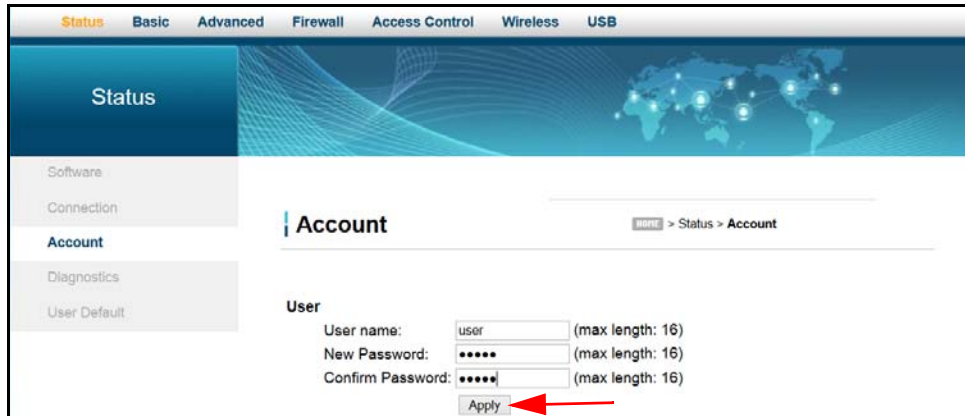 Status Basic Advanced Firewall Access Control Wireless USB
Status
Software
Connection
Account
Diagnostics
User Default
Account
HOME > Status > Account
User
User name: user (max length: 16)
New Password: ••••• (max length: 16)
Confirm Password: ••••• (max length: 16)
Apply